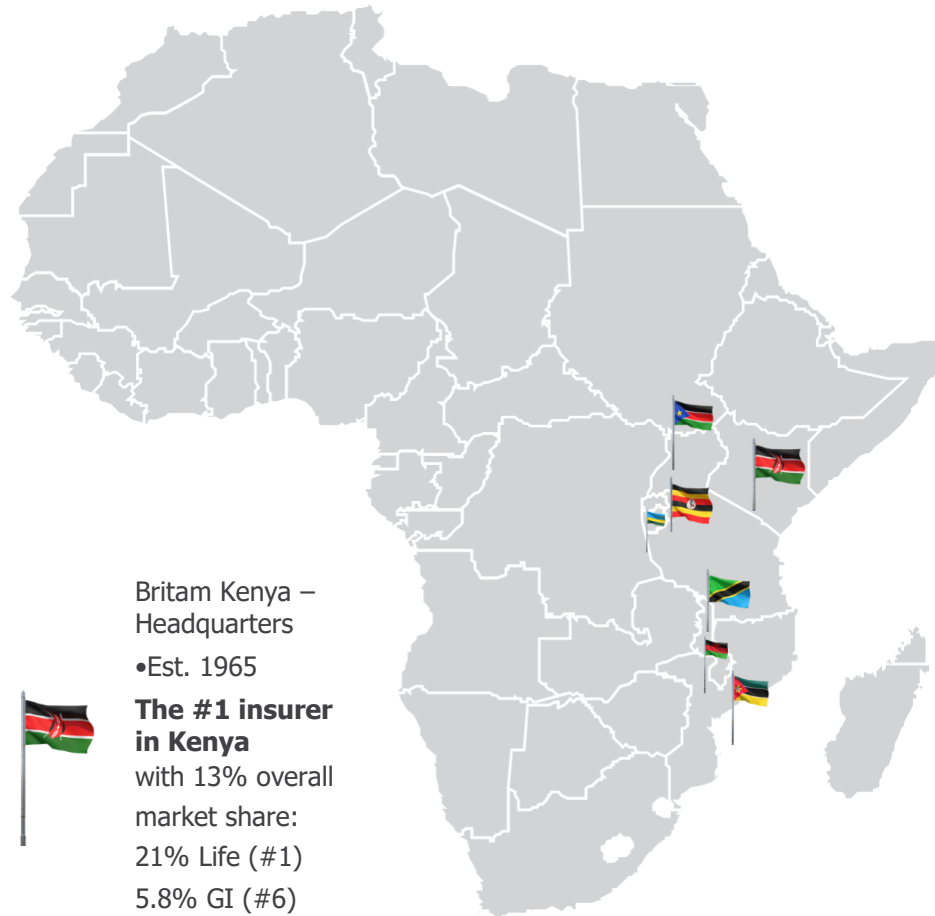 Britam Kenya –
Headquarters
•Est. 1965
The #1 insurer
in Kenya
with 13% overall
market share:
21% Life (#1)
5.8% GI (#6)